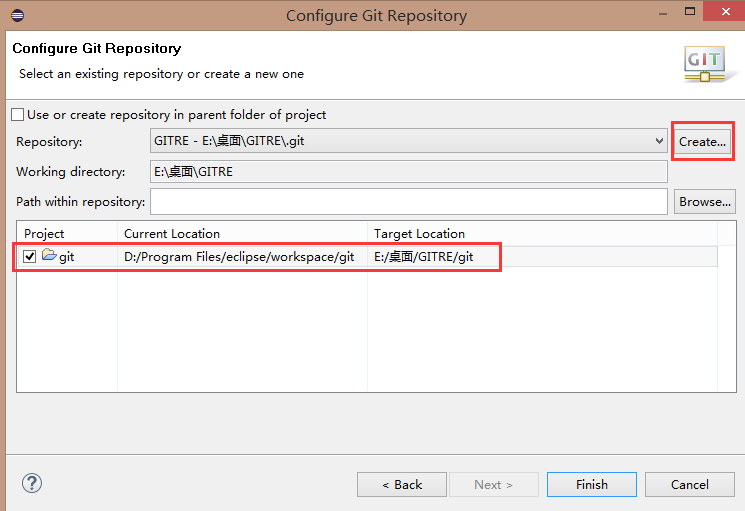 Configure Git Repository
Configure Git Repository
Select an existing repository or create a new one
GIT
Use or create repository in parent folder of project
Repository: GITRE - E:\桌面\GITRE\.git Create...
Working directory: E:\桌面\GITRE
Path within repository: Browse...
Project Current Location Target Location
git D:/Program Files/eclipse/workspace/git E:/桌面/GITRE/git
? < Back Next > Finish Cancel